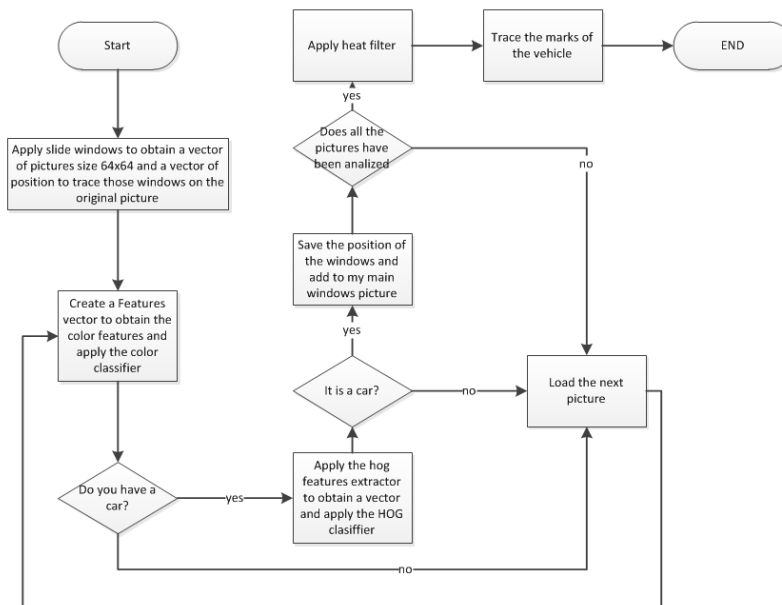 Start
Apply slide windows to obtain a vector
of pictures size 64x64 and a vector of
position to trace those windows on the
original picture
Create a Features
vector to obtain the
color features and
apply the color
classifier
Do you have a
car?
yes
no
Apply the hog
features extractor
to obtain a vector
and apply the HOG
clasiffier
It is a car?
yes
no
Save the position of
the windows and
add to my main
windows picture
Does all the
pictures have
been analized
yes
no
Load the next
picture
Apply heat filter
Trace the marks of
the vehicle
END